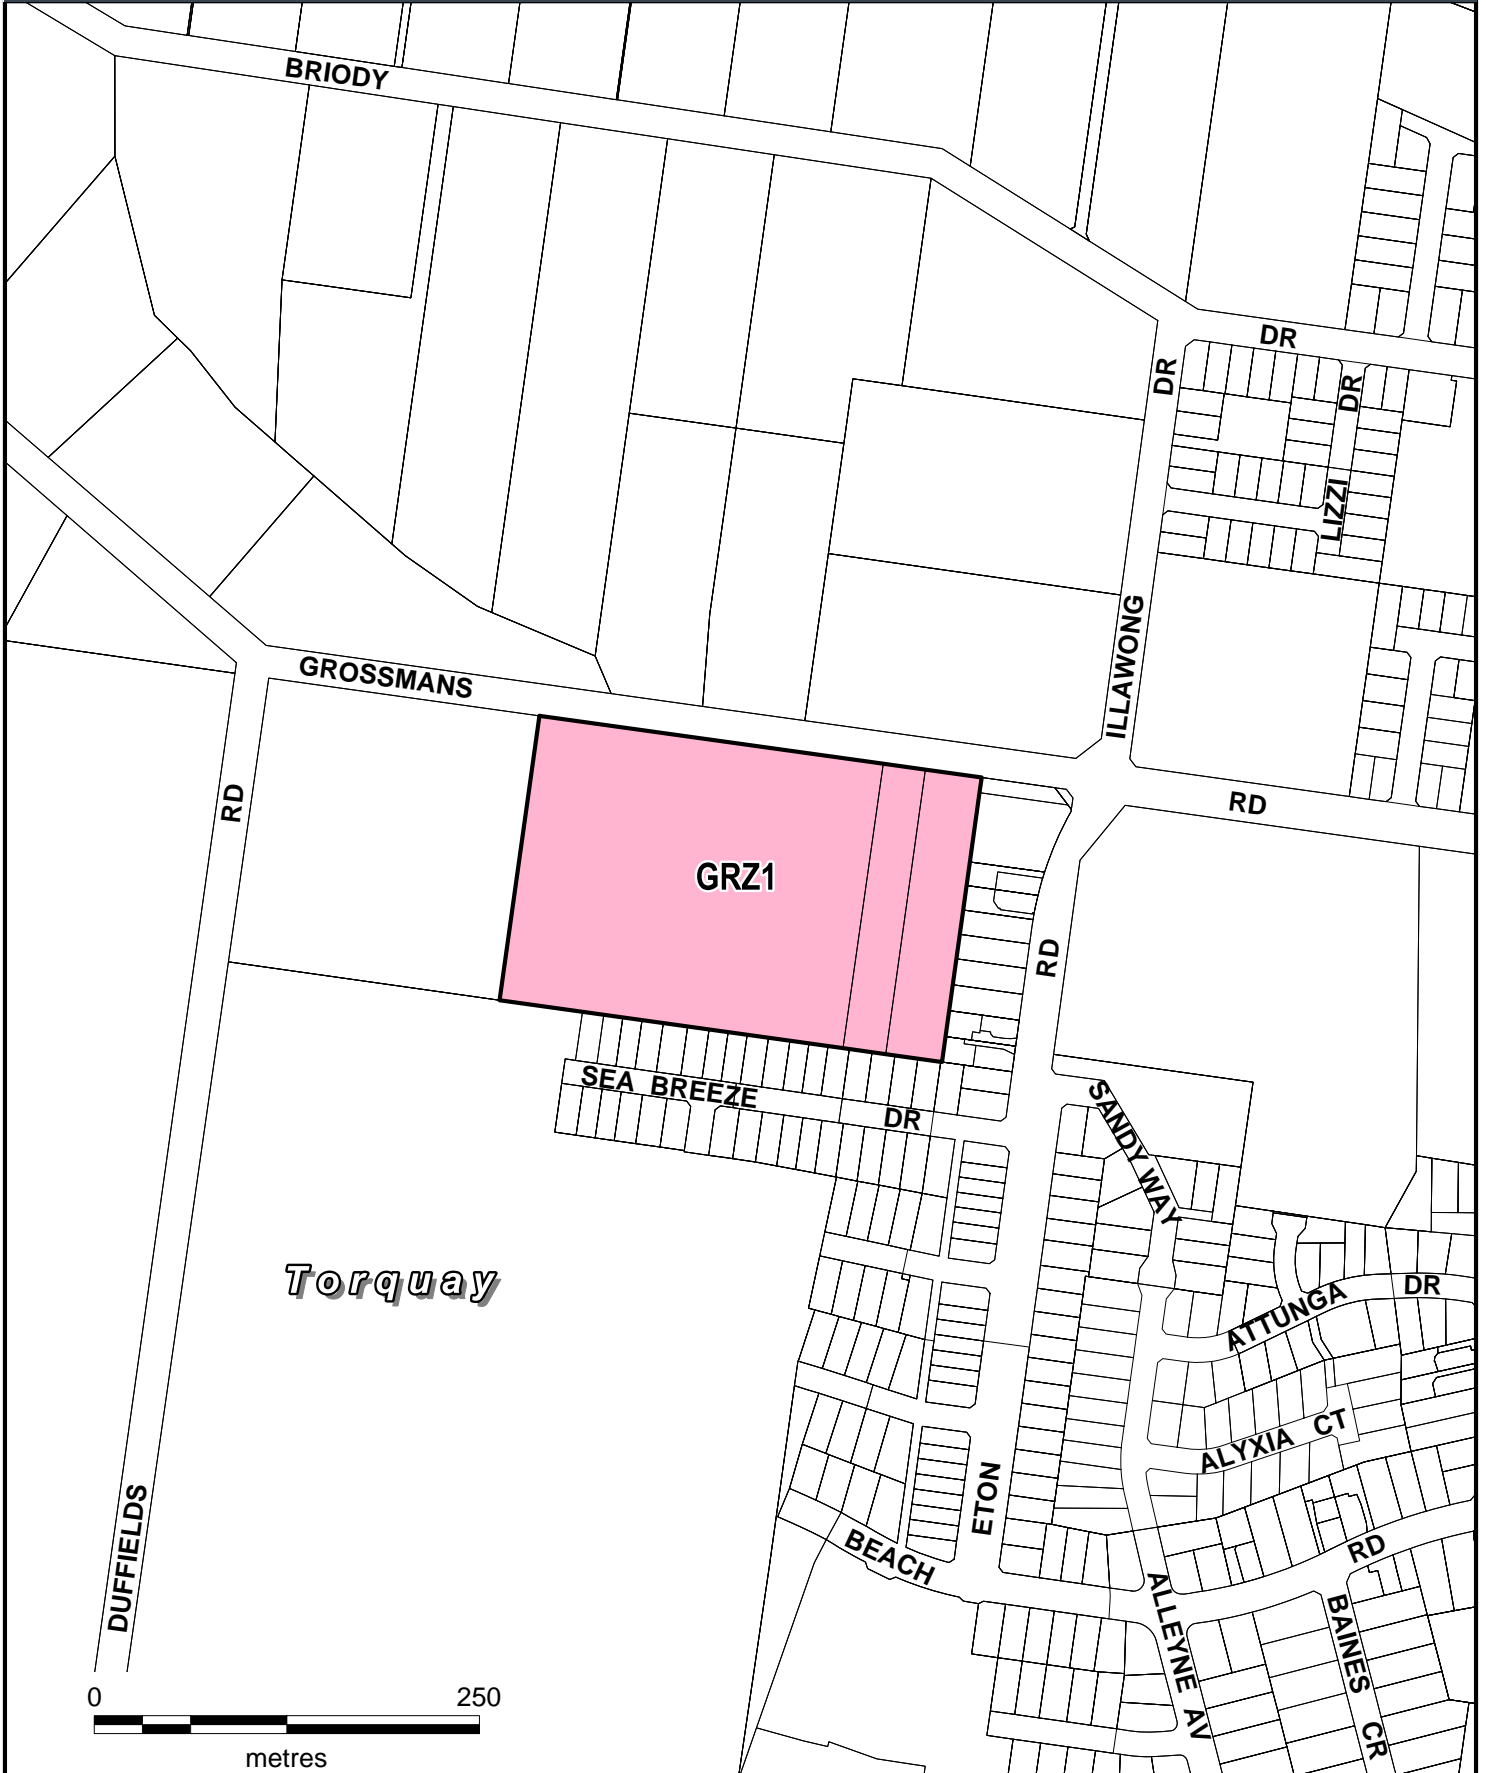 BRIODY
DR
DR
DR
LIZZI
ILLAWONG
GROSSMANS
RD
RD
GRZ1
RD
SEA BREEZE
DR
SANDY WAY
Torquay
ATTUNGA
DR
ALYXIA CT
ETON
DUFFIELDS
BEACH
RD
ALLEYNE AV
BAINES CR
0 250
metres